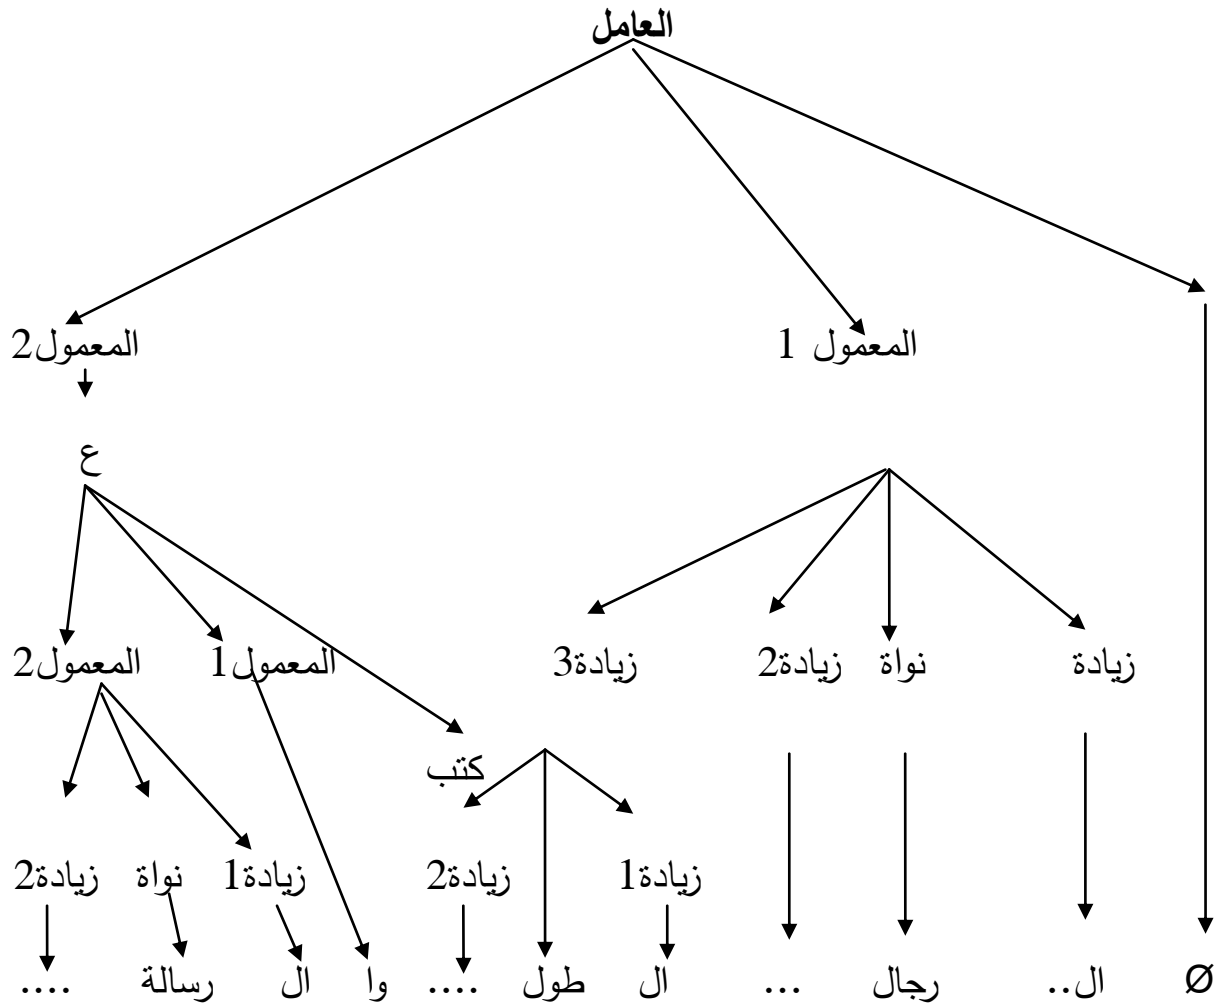 العامل
المعمول 1 المعمول2
ع
زيادة نواة زيادة2 زيادة3 المعمول1 المعمول2
كتب
زيادة1 زيادة2 زيادة1 نواة زيادة2
Ø ال.. رجال ... ال طول .... وا ال رسالة ....